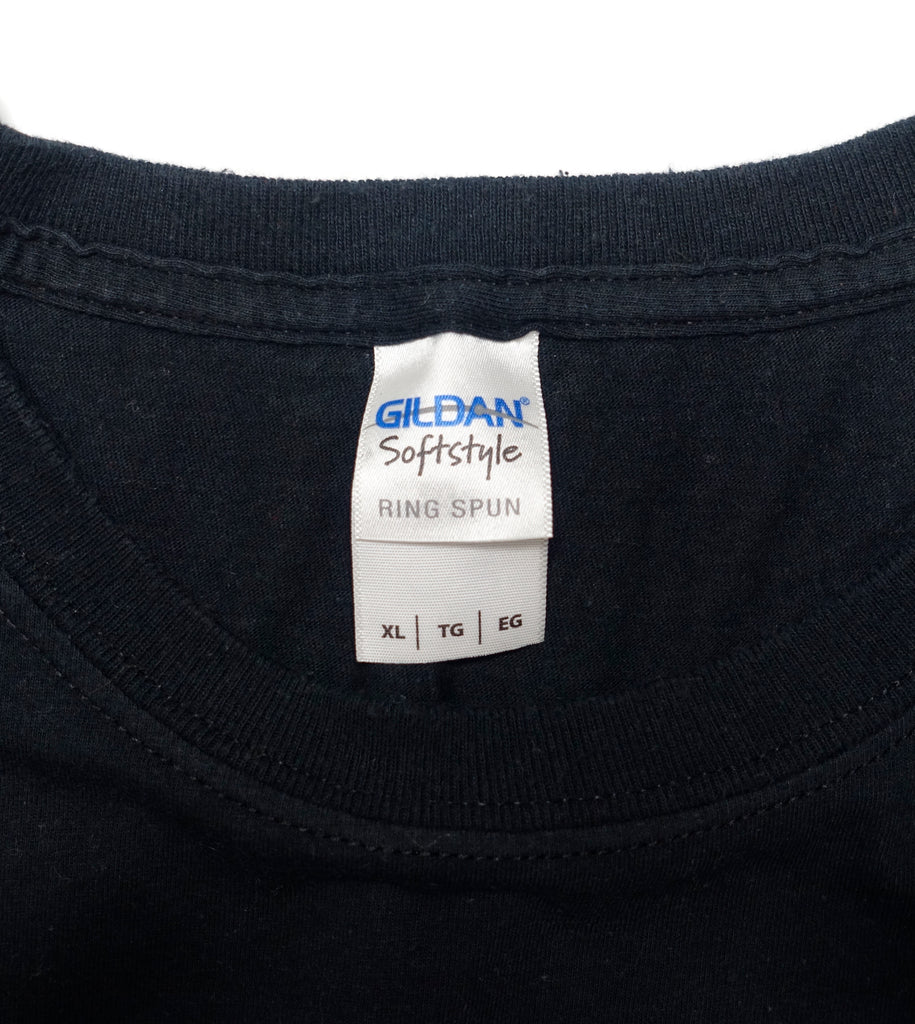 GILDAN®
Softstyle
RING SPUN
XL | TG | EG